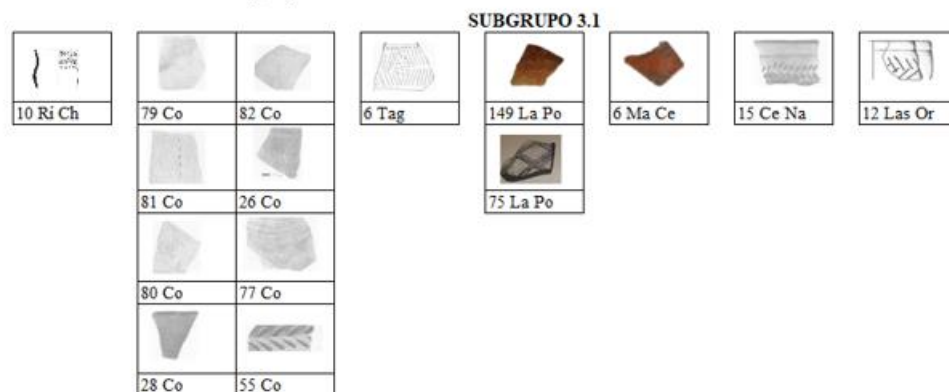 SUBGRUPO 3.1
10 Rí Ch
79 Co
82 Co
6 Tag
149 La Po
6 Ma Ce
15 Ce Na
12 Las Or
81 Co
26 Co
75 La Po
80 Co
77 Co
28 Co
55 Co